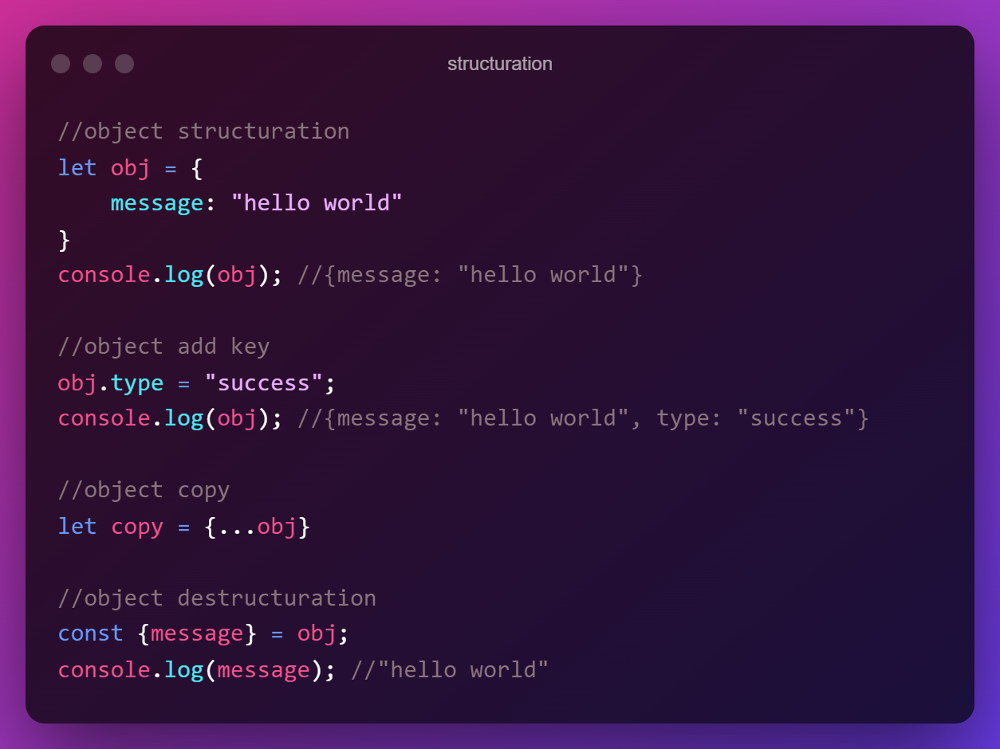 structuration
//object structuration
let obj = {
    message: "hello world"
}
console.log(obj); //{message: "hello world"}
//object add key
obj.type = "success";
console.log(obj); //{message: "hello world", type: "success"}
//object copy
let copy = {...obj}
//object destructuration
const {message} = obj;
console.log(message); //"hello world"